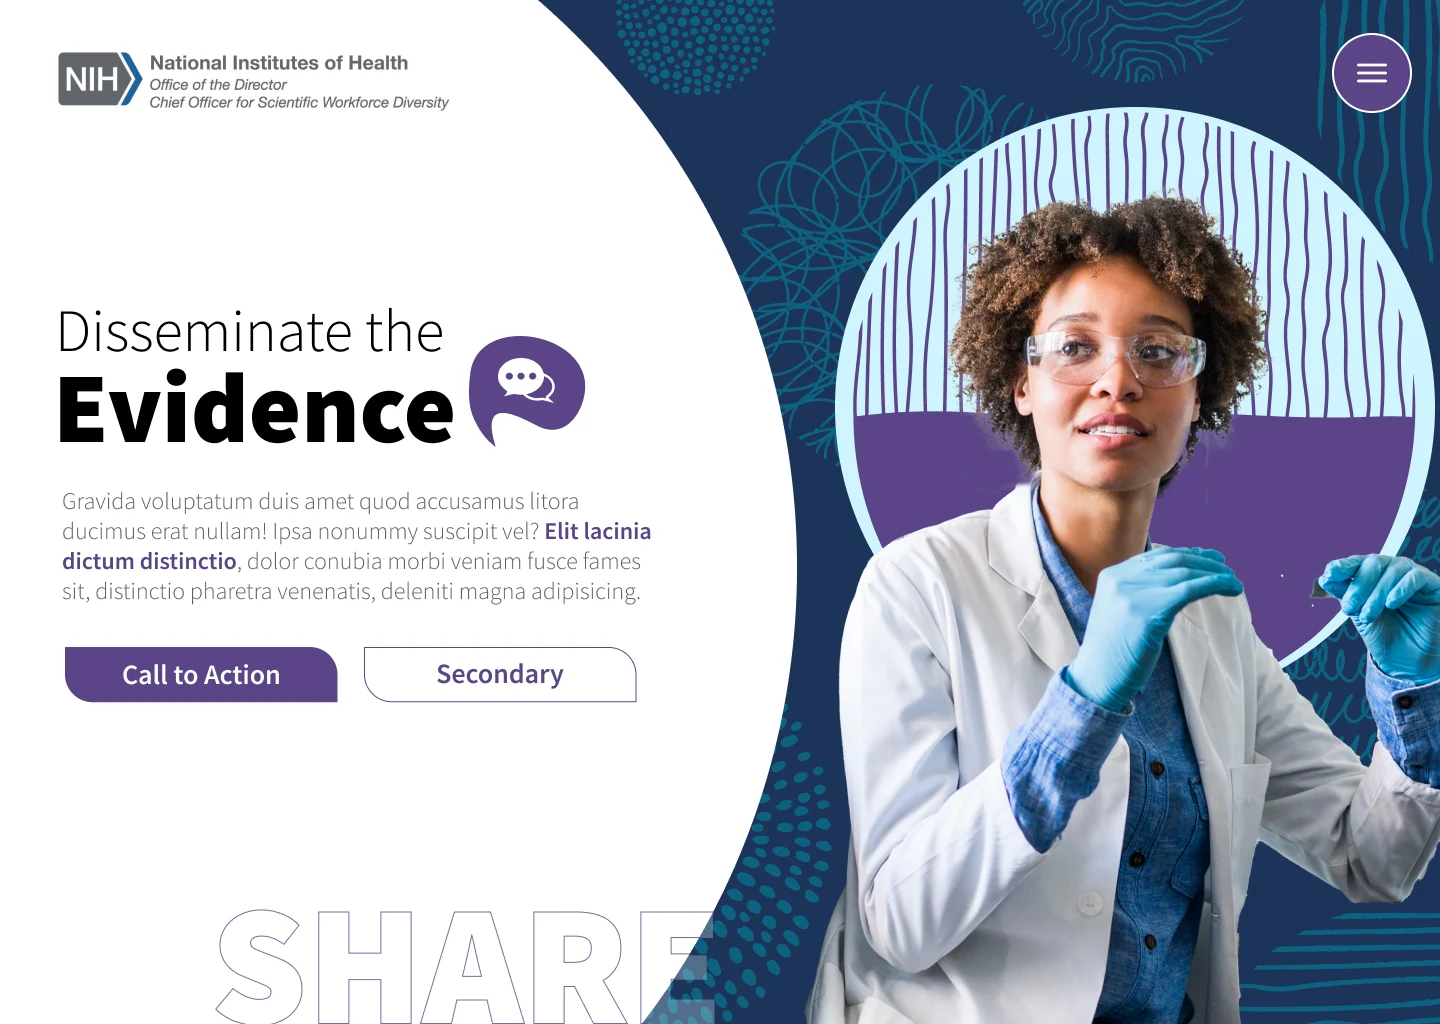 NIH
National Institutes of Health
Office of the Director
Chief Officer for Scientific Workforce Diversity
Disseminate the
Evidence
Gravida voluptatum duis amet quod accusamus litora
ducimus erat nullam! Ipsa nonummy suscipit vel? Elit lacinia
dictum distinctio, dolor conubia morbi veniam fusce fames
sit, distinctio pharetra venenatis, deleniti magna adipisicing.
Call to Action
Secondary
SHARE